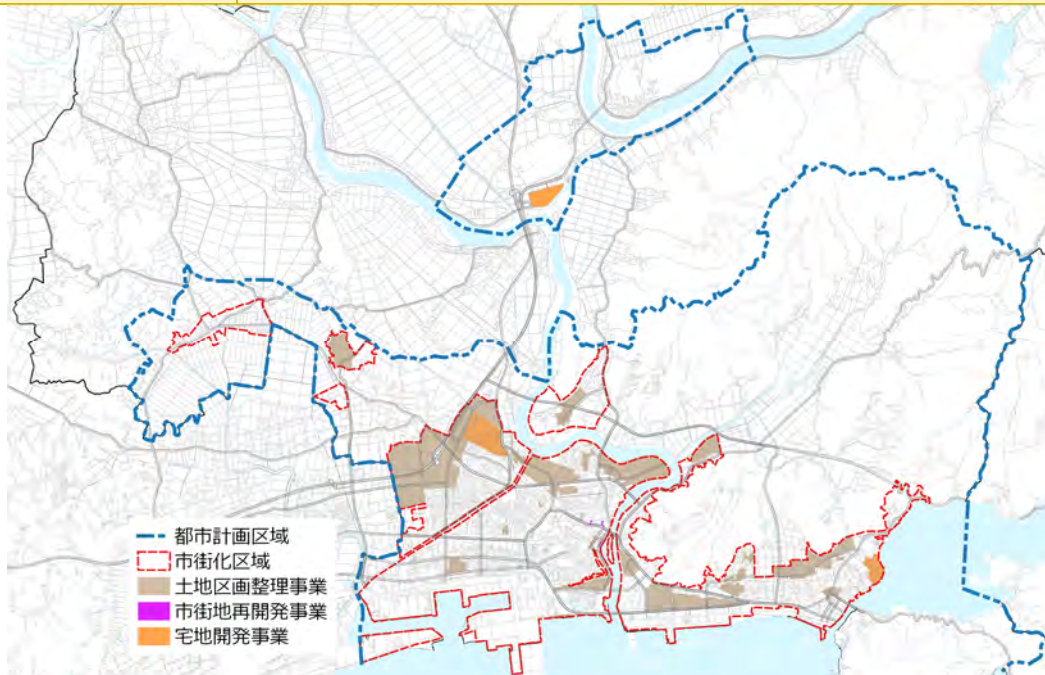 都市計画区域
市街化区域
土地区画整理事業
市街地再開発事業
宅地開発事業